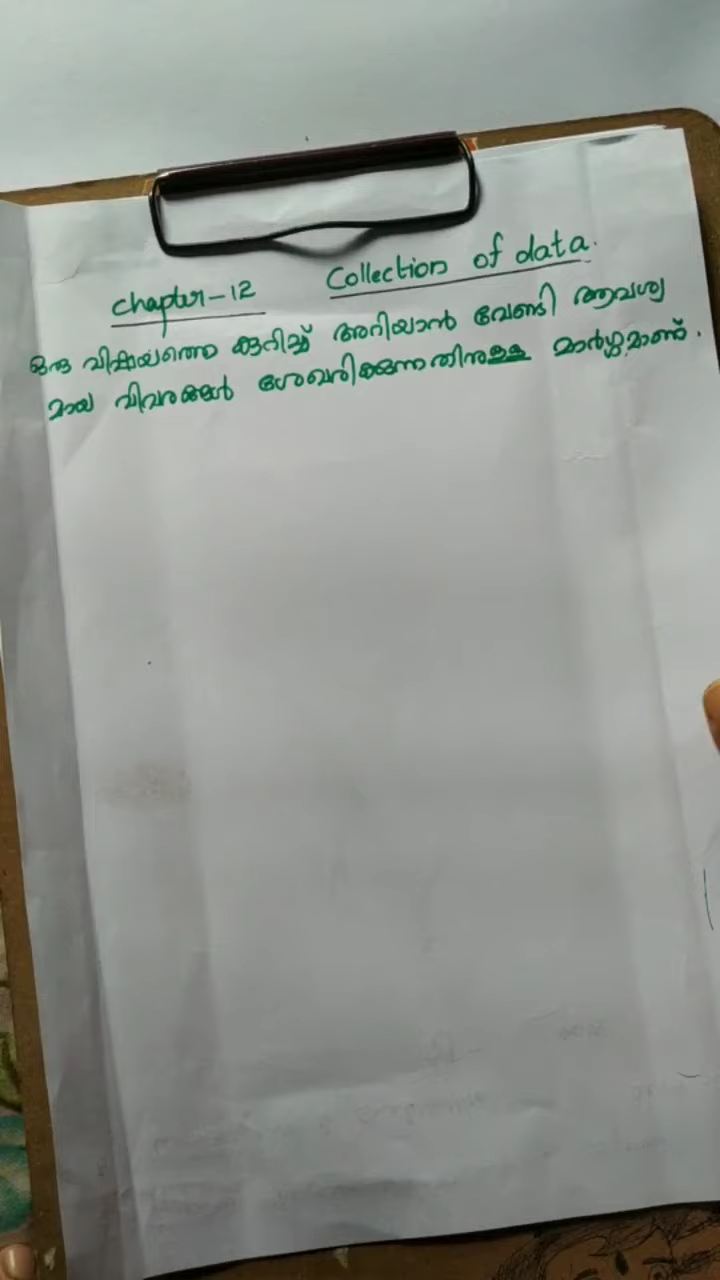 chapter-12 Collection of data.
ഒരു വിഷയത്തെ കുറിച്ച് അറിയാൻ വേണ്ടി ആവശ്യ
മായ വിവരങ്ങൾ ശേഖരിക്കുന്നതിനുള്ള മാർഗ്ഗമാണ്.